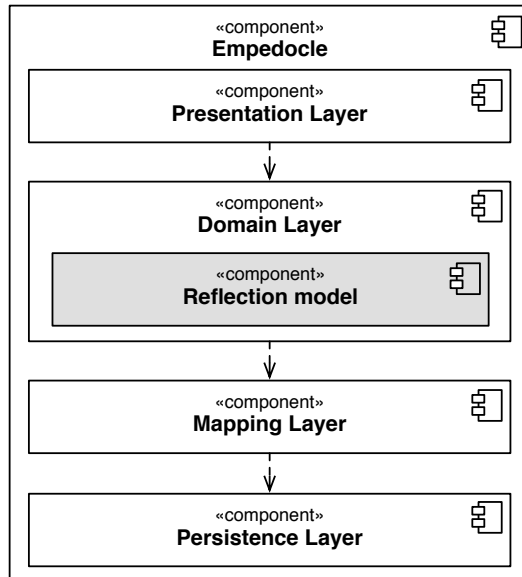 «component»
Empedocle
«component»
Presentation Layer
«component»
Domain Layer
«component»
Reflection model
«component»
Mapping Layer
«component»
Persistence Layer